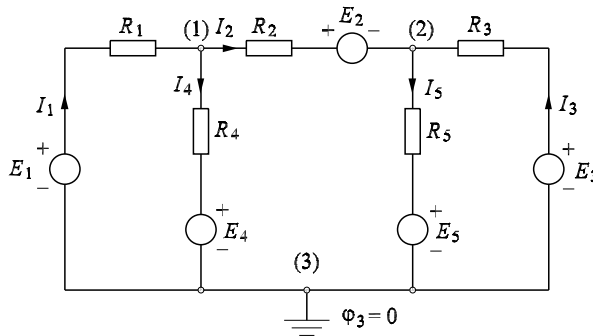 R1 (1) I2 R2 + E2 − (2) R3
I1 I4 I5 I3
R4 R5
E1 + − + −
+ E4 − + E5 −
(3)
φ3 = 0